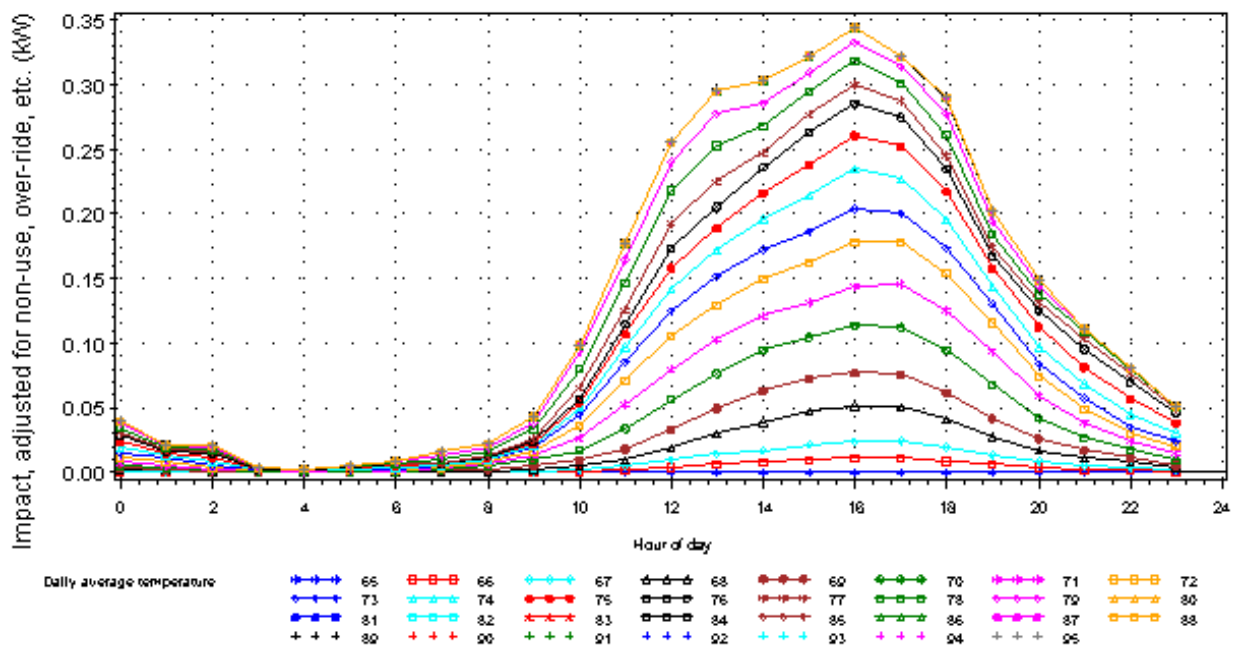 Impact, adjusted for non-use, over-ride, etc. (kW)
0.35
0.30
0.25
0.20
0.15
0.10
0.05
0.00
0 2 4 6 8 10 12 14 16 18 20 22 24
Hour of day
Daily average temperature 65 66 67 68 69 70 71 72
73 74 75 76 77 78 79 80
81 82 83 84 85 86 87 88
89 90 91 92 93 94 95